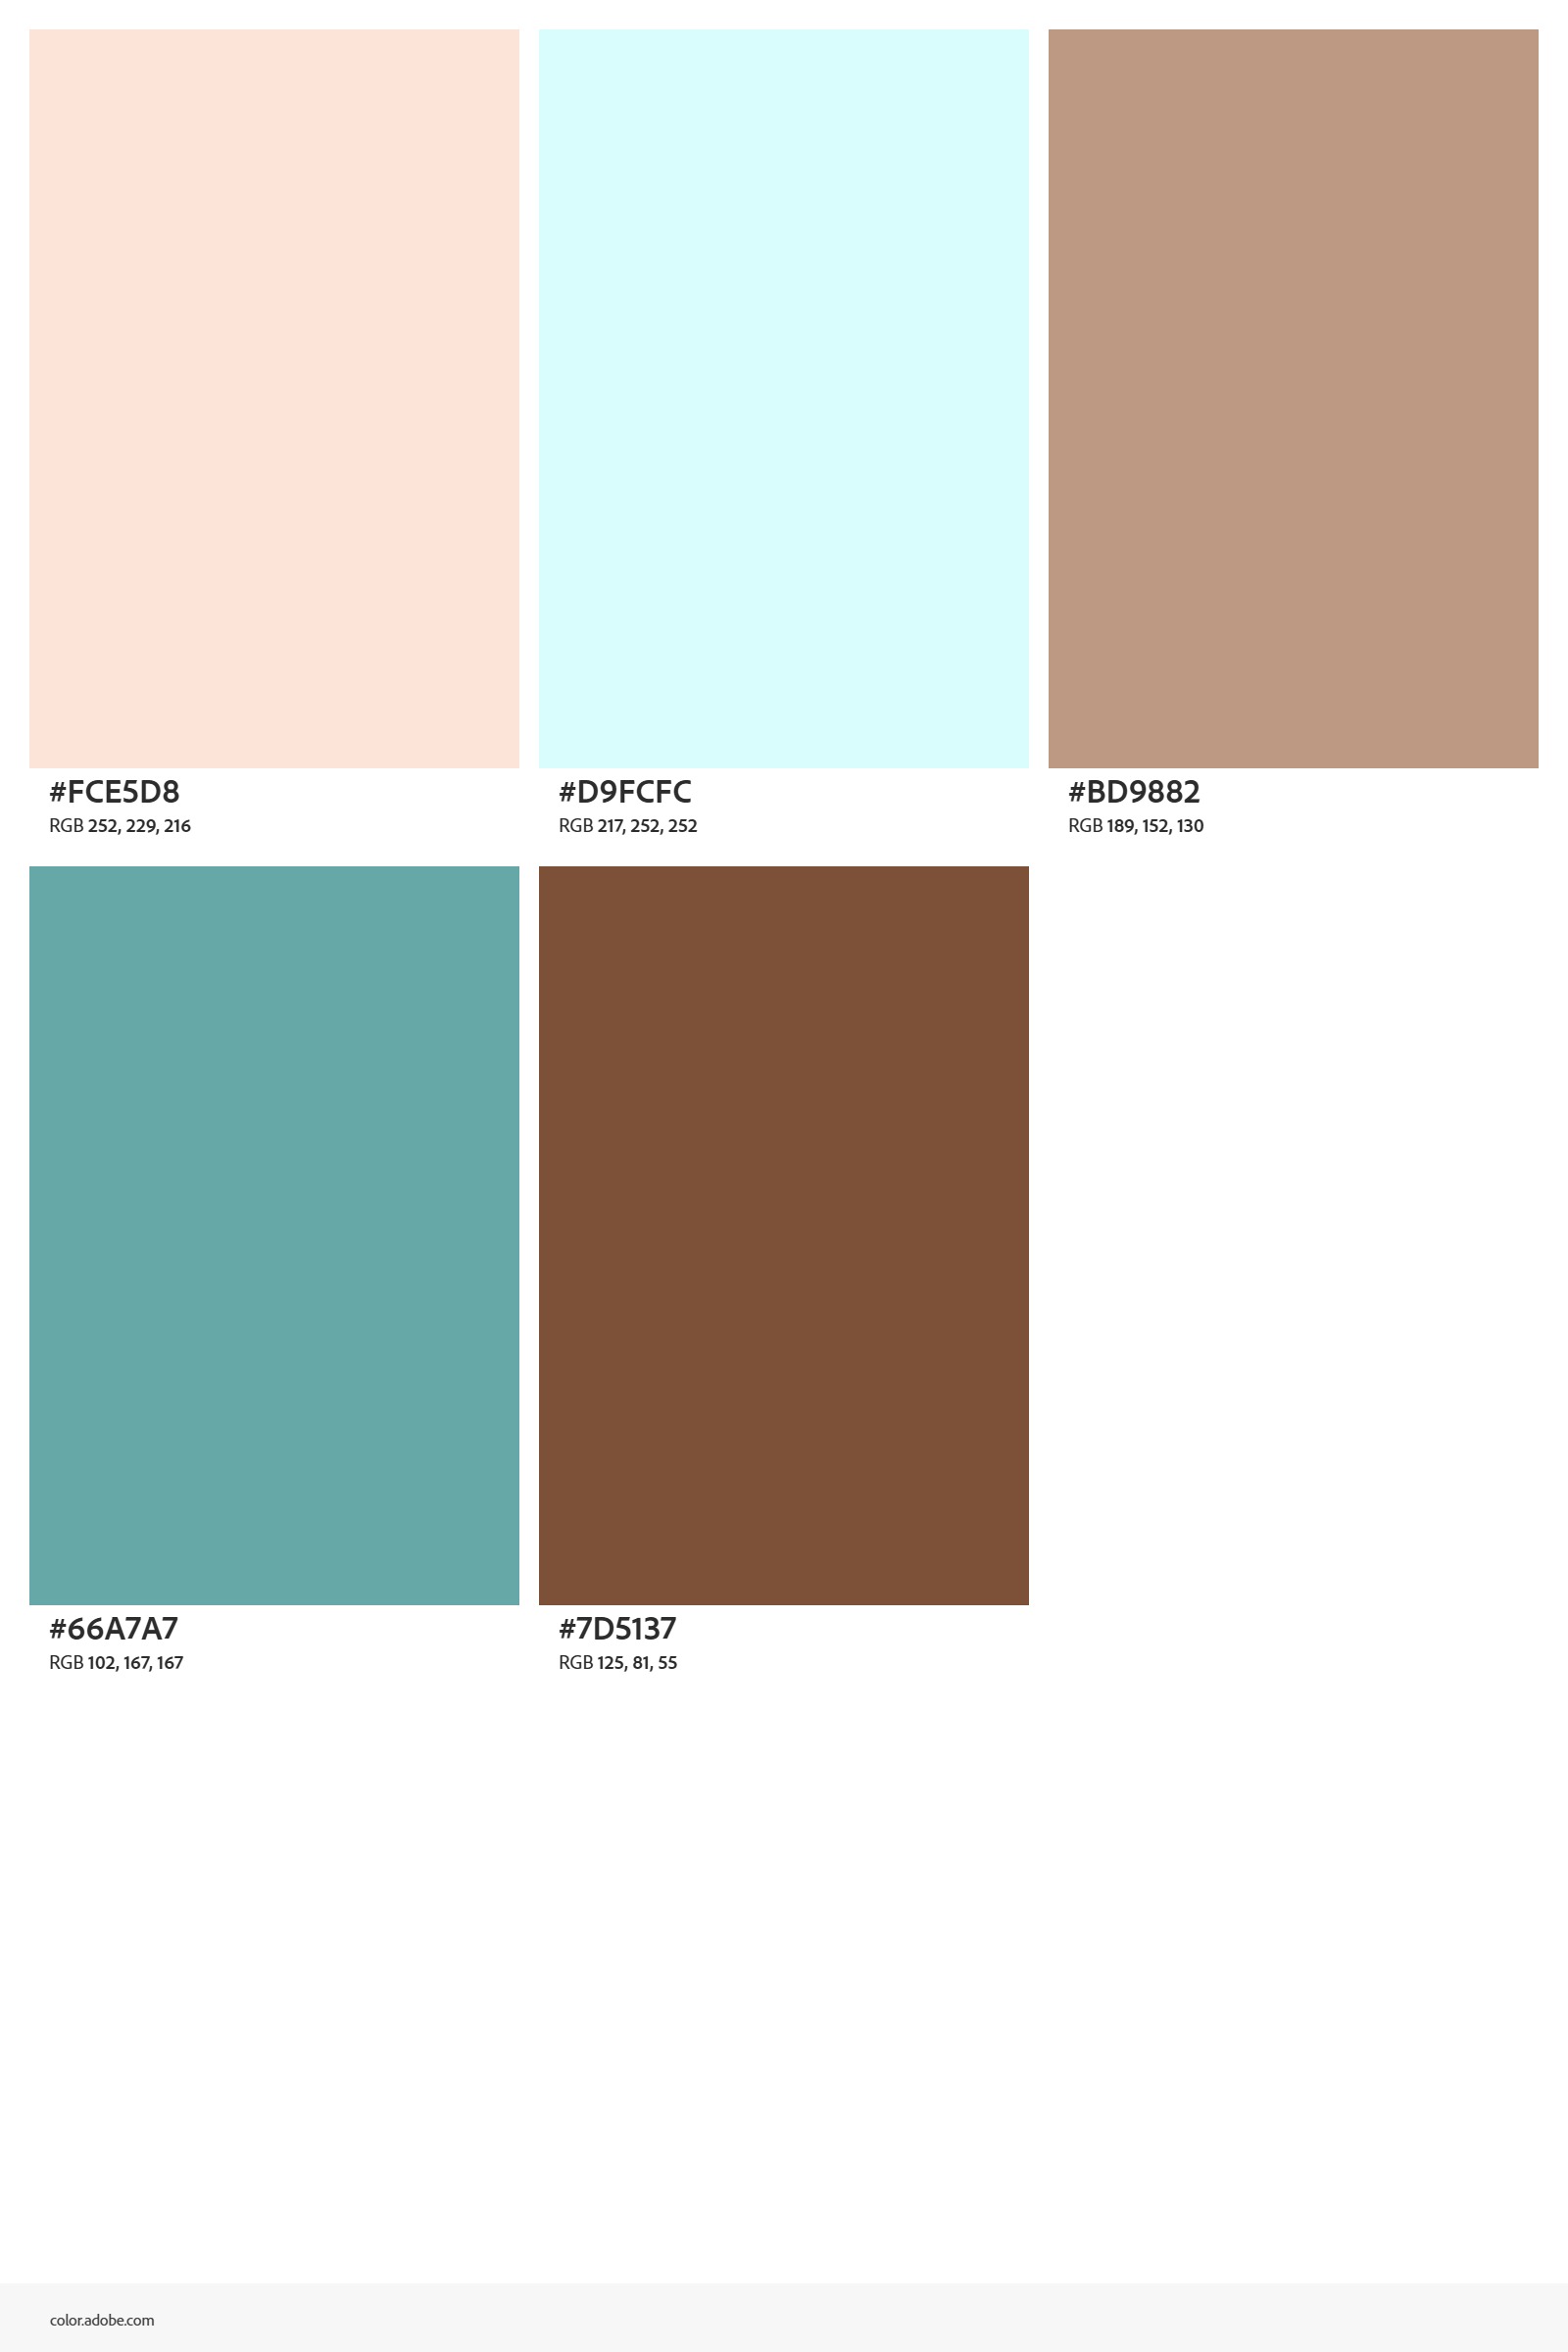 #FCE5D8
RGB 252, 229, 216
#D9FCFC
RGB 217, 252, 252
#BD9882
RGB 189, 152, 130
#66A7A7
RGB 102, 167, 167
#7D5137
RGB 125, 81, 55
color.adobe.com